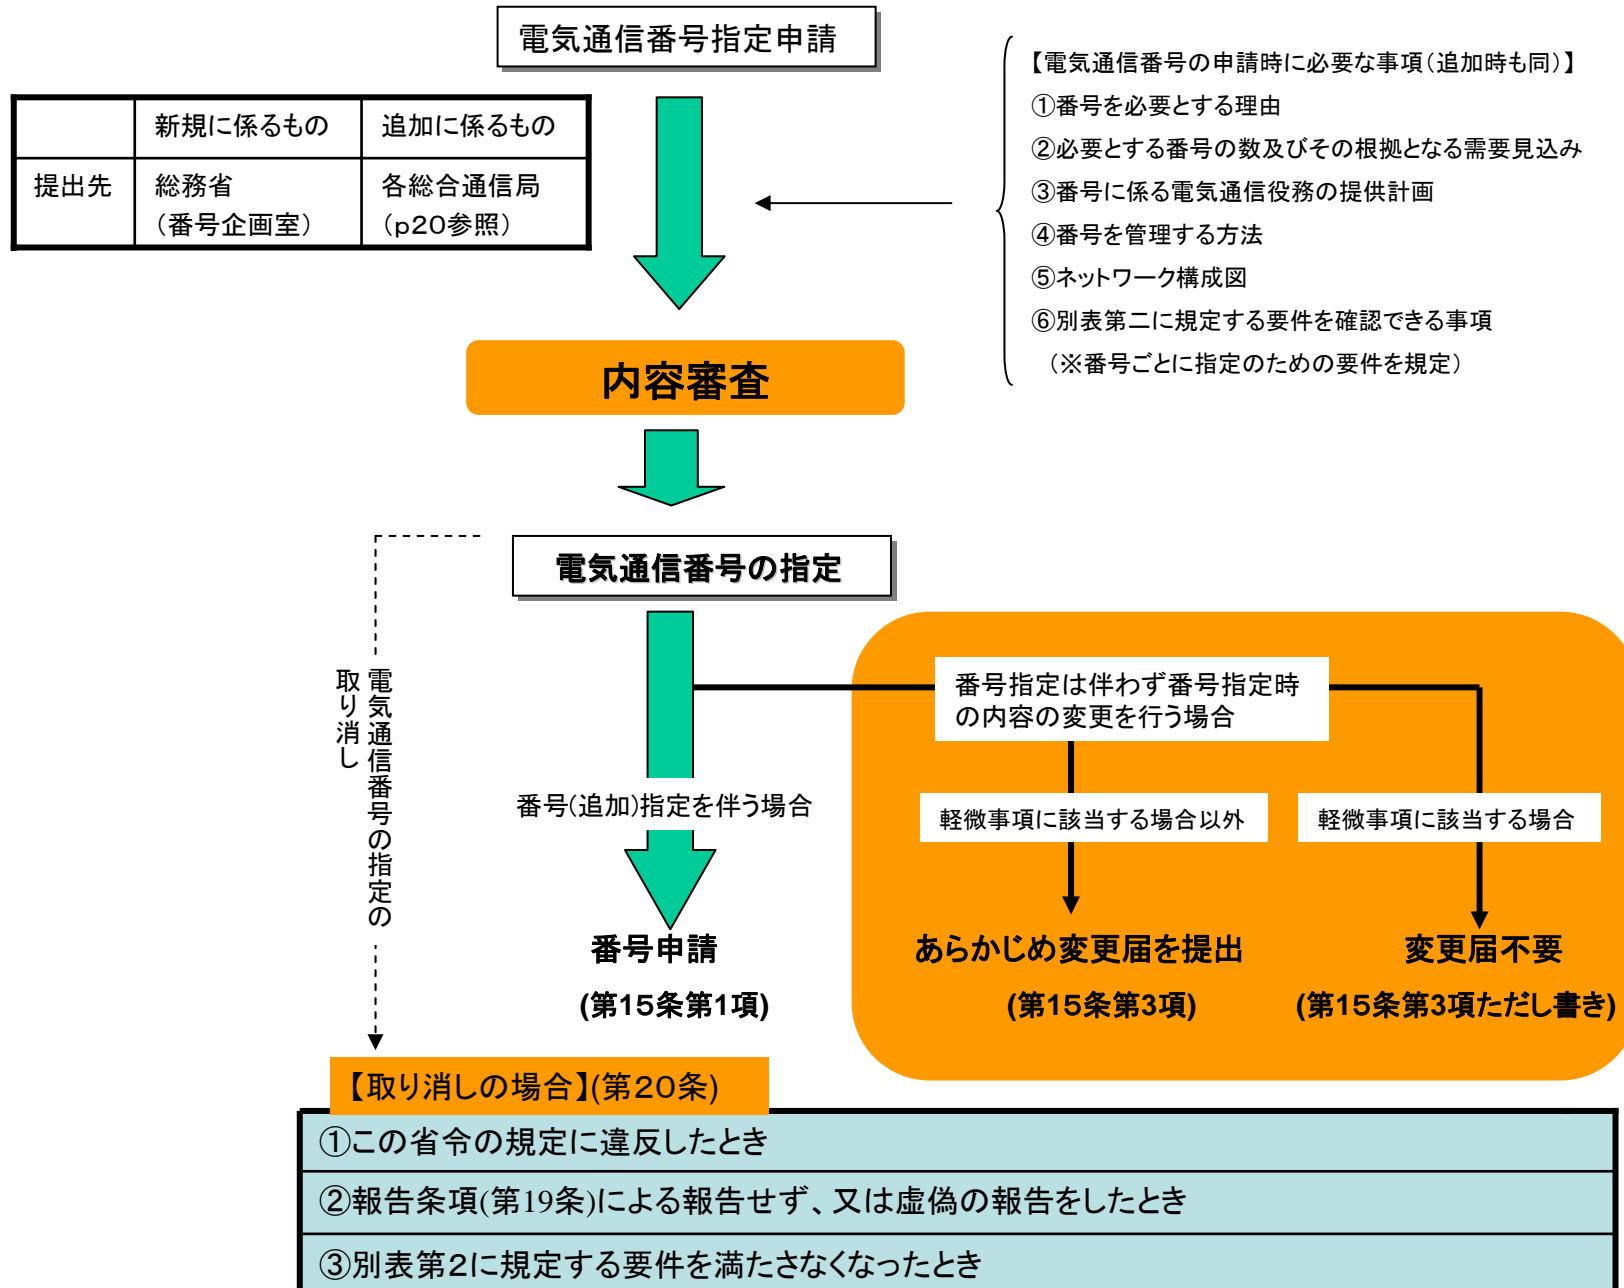 電気通信番号指定申請
新規に係るもの 追加に係るもの
提出先 総務省 各総合通信局
(番号企画室) (p20参照)
【電気通信番号の申請時に必要な事項(追加時も同)】
①番号を必要とする理由
②必要とする番号の数及びその根拠となる需要見込み
③番号に係る電気通信役務の提供計画
④番号を管理する方法
⑤ネットワーク構成図
⑥別表第二に規定する要件を確認できる事項
(※番号ごとに指定のための要件を規定)
内容審査
電気通信番号の指定
電気通信番号の指定の
取り消し
番号指定は伴わず番号指定時
の内容の変更を行う場合
番号(追加)指定を伴う場合
軽微事項に該当する場合以外
軽微事項に該当する場合
番号申請
(第15条第1項)
あらかじめ変更届を提出
(第15条第3項)
変更届不要
(第15条第3項ただし書き)
【取り消しの場合】(第20条)
①この省令の規定に違反したとき
②報告条項(第19条)による報告せず、又は虚偽の報告をしたとき
③別表第2に規定する要件を満たさなくなったとき